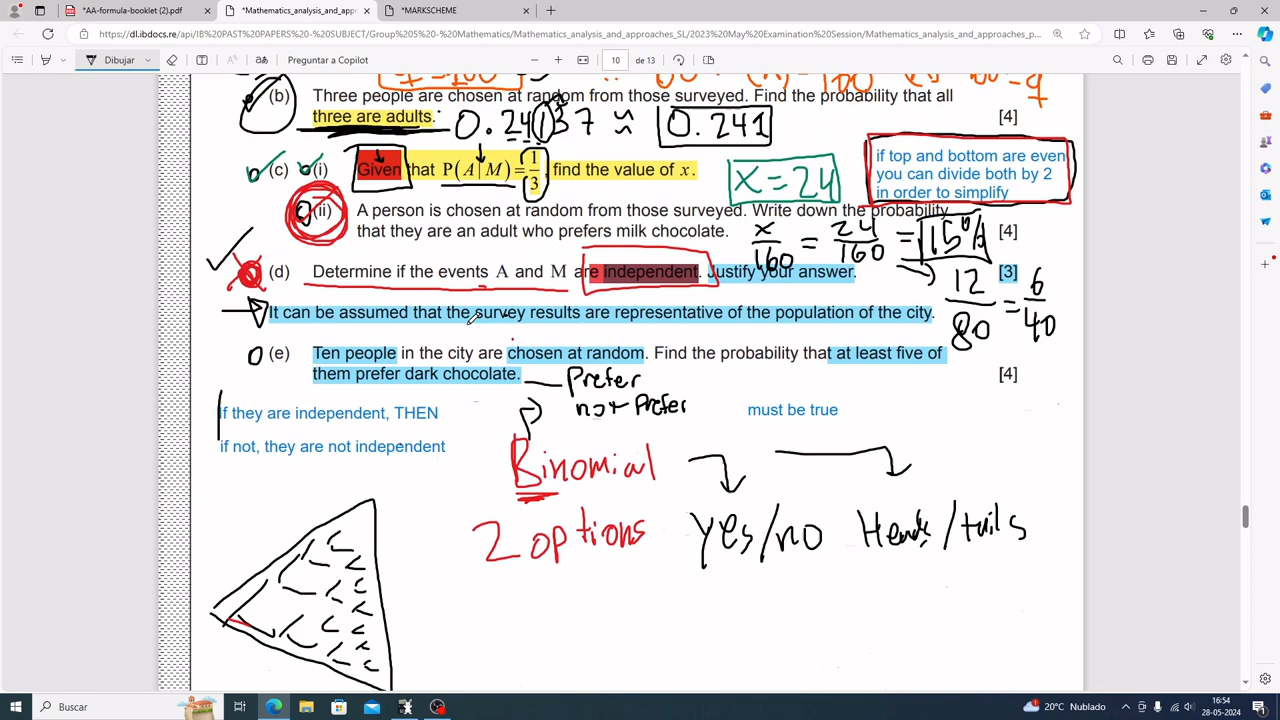 *AA-formula-booklet (2).pdf
*Mathematics_analysis_and_appr
*MARKSCHEME
https://dl.ibdocs.re/api/IB%20PAST%20PAPERS%20-%20SUBJECT/Group%205%20-%20Mathematics/Mathematics_analysis_and_approaches_SL/2023%20May%20Examination%20Session/Mathematics_analysis_and_approaches_p...
Dibujar
Preguntar a Copilot
10 de 13
(b) Three people are chosen at random from those surveyed. Find the probability that all
three are adults.
[4]
0.24137 ≈ 0.241
(c) (i) Given that P(A|M) = 1/3, find the value of x.
x = 24
if top and bottom are even
you can divide both by 2
in order to simplify
(ii) A person is chosen at random from those surveyed. Write down the probability
that they are an adult who prefers milk chocolate.
[4]
x/160 = 24/160 = 15%
12/80 = 6/40
(d) Determine if the events A and M are independent. Justify your answer.
[3]
It can be assumed that the survey results are representative of the population of the city.
(e) Ten people in the city are chosen at random. Find the probability that at least five of
them prefer dark chocolate.
[4]
Prefer
not Prefer
If they are independent, THEN
must be true
if not, they are not independent
Binomial
2 options
yes/no
Heads/tails
Buscar
20°C Nublado
16:54
28-05-2024